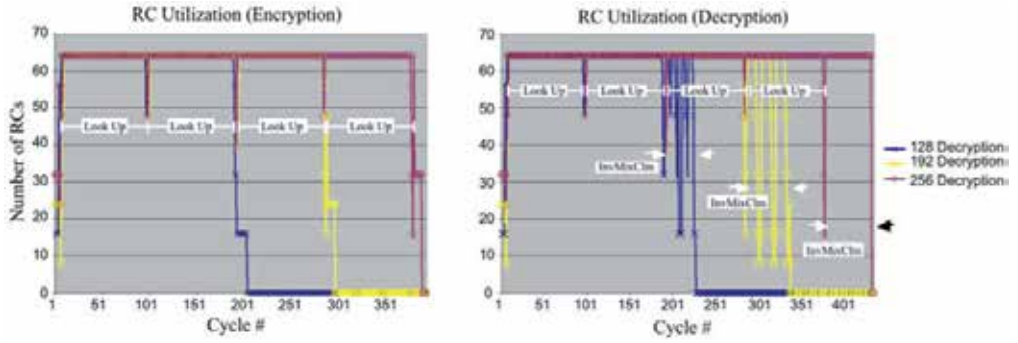 RC Utilization (Encryption)
Number of RCs
70
60
50
40
30
20
10
0
Look Up
Look Up
Look Up
Look Up
1
51
101
151
201
251
301
351
Cycle #
RC Utilization (Decryption)
70
60
50
40
30
20
10
0
Look Up
Look Up
Look Up
Look Up
InvMixClm
InvMixClm
InvMixClm
1
51
101
151
201
251
301
351
401
Cycle #
128 Decryption
192 Decryption
256 Decryption